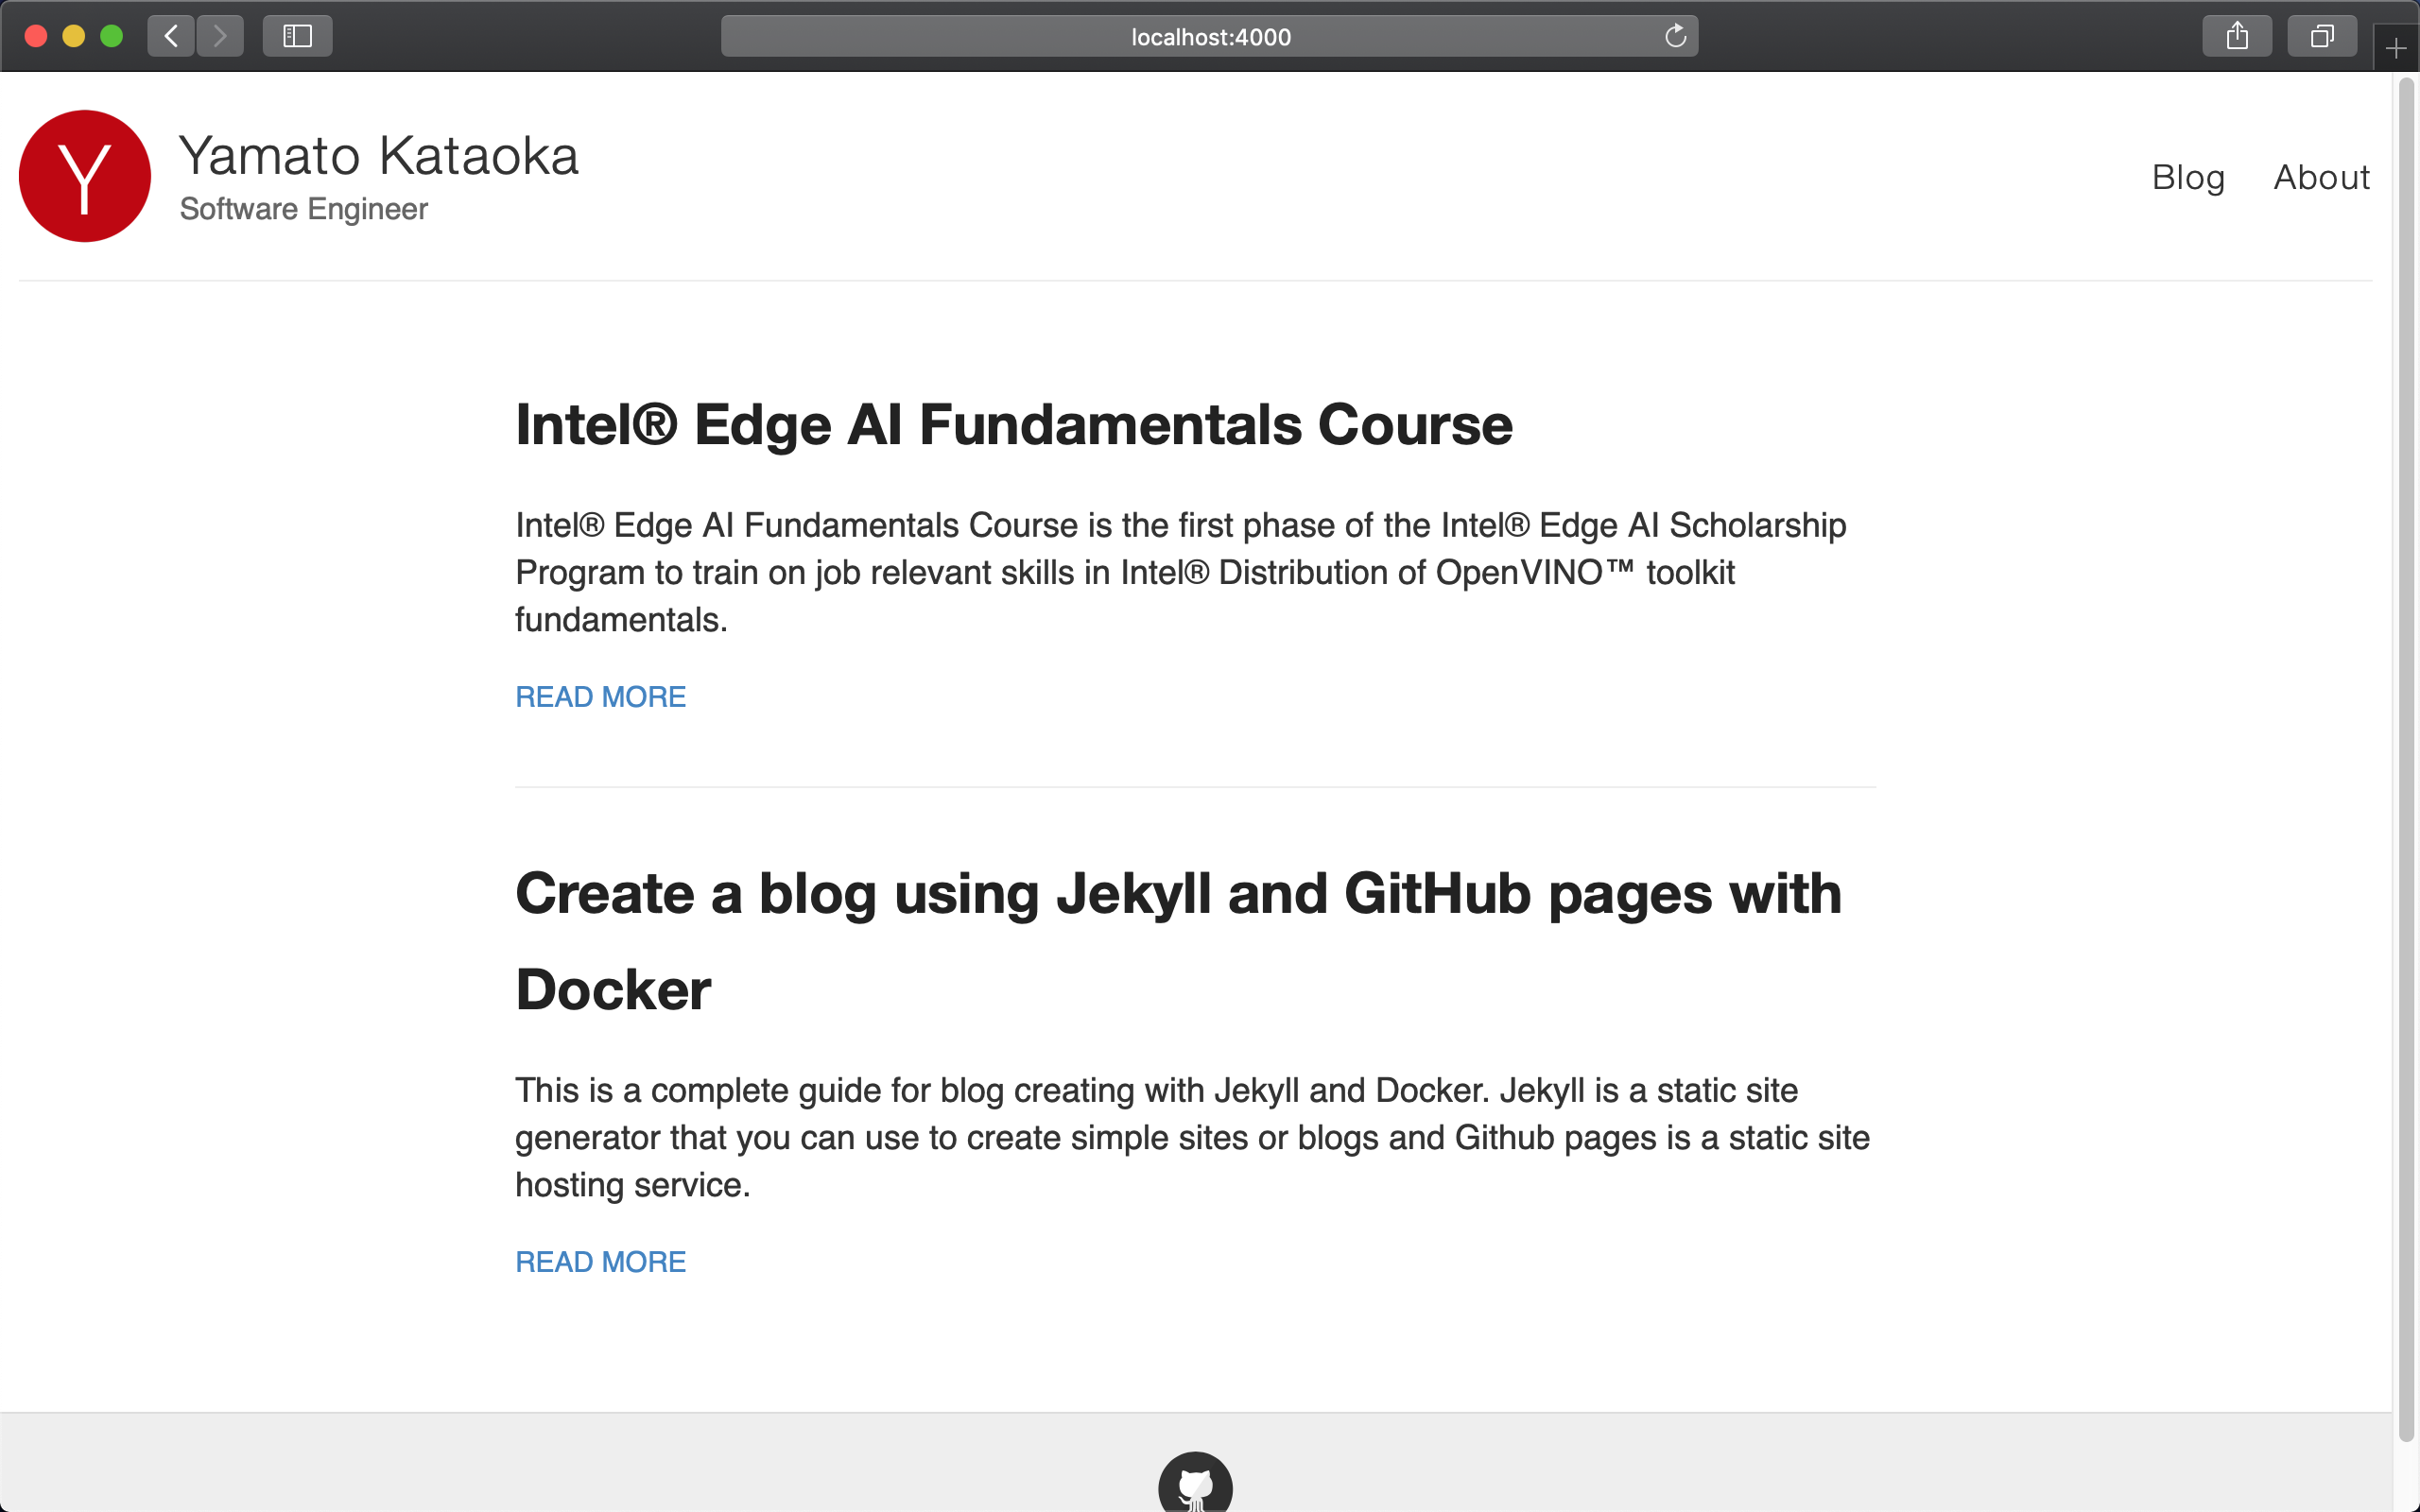 localhost:4000
Y
Yamato Kataoka
Software Engineer
Blog
About
Intel® Edge AI Fundamentals Course
Intel® Edge AI Fundamentals Course is the first phase of the Intel® Edge AI Scholarship
Program to train on job relevant skills in Intel® Distribution of OpenVINO™ toolkit
fundamentals.
READ MORE
Create a blog using Jekyll and GitHub pages with
Docker
This is a complete guide for blog creating with Jekyll and Docker. Jekyll is a static site
generator that you can use to create simple sites or blogs and Github pages is a static site
hosting service.
READ MORE